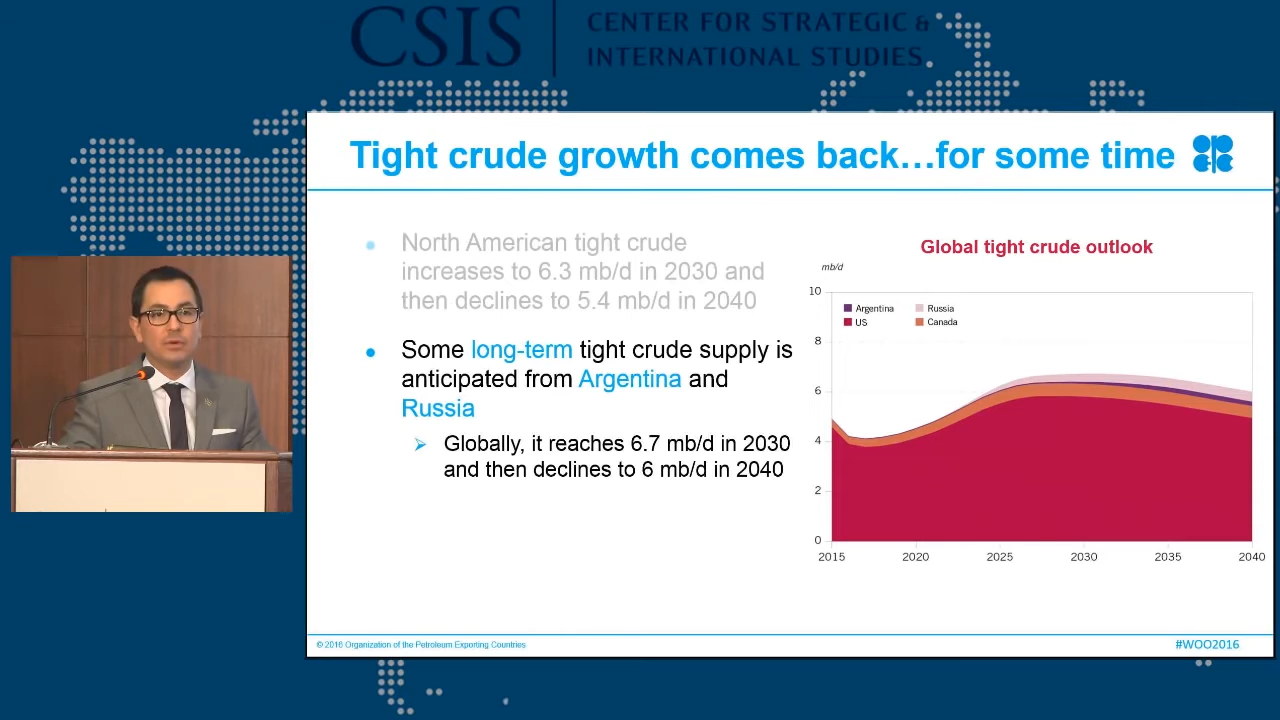 CSIS
CENTER FOR STRATEGIC &
INTERNATIONAL STUDIES
Tight crude growth comes back…for some time
North American tight crude
increases to 6.3 mb/d in 2030 and
then declines to 5.4 mb/d in 2040
Some long-term tight crude supply is
anticipated from Argentina and
Russia
Globally, it reaches 6.7 mb/d in 2030
and then declines to 6 mb/d in 2040
Global tight crude outlook
mb/d
10
8
6
4
2
0
Argentina
Russia
US
Canada
2015 2020 2025 2030 2035 2040
© 2016 Organization of the Petroleum Exporting Countries
#WOO2016